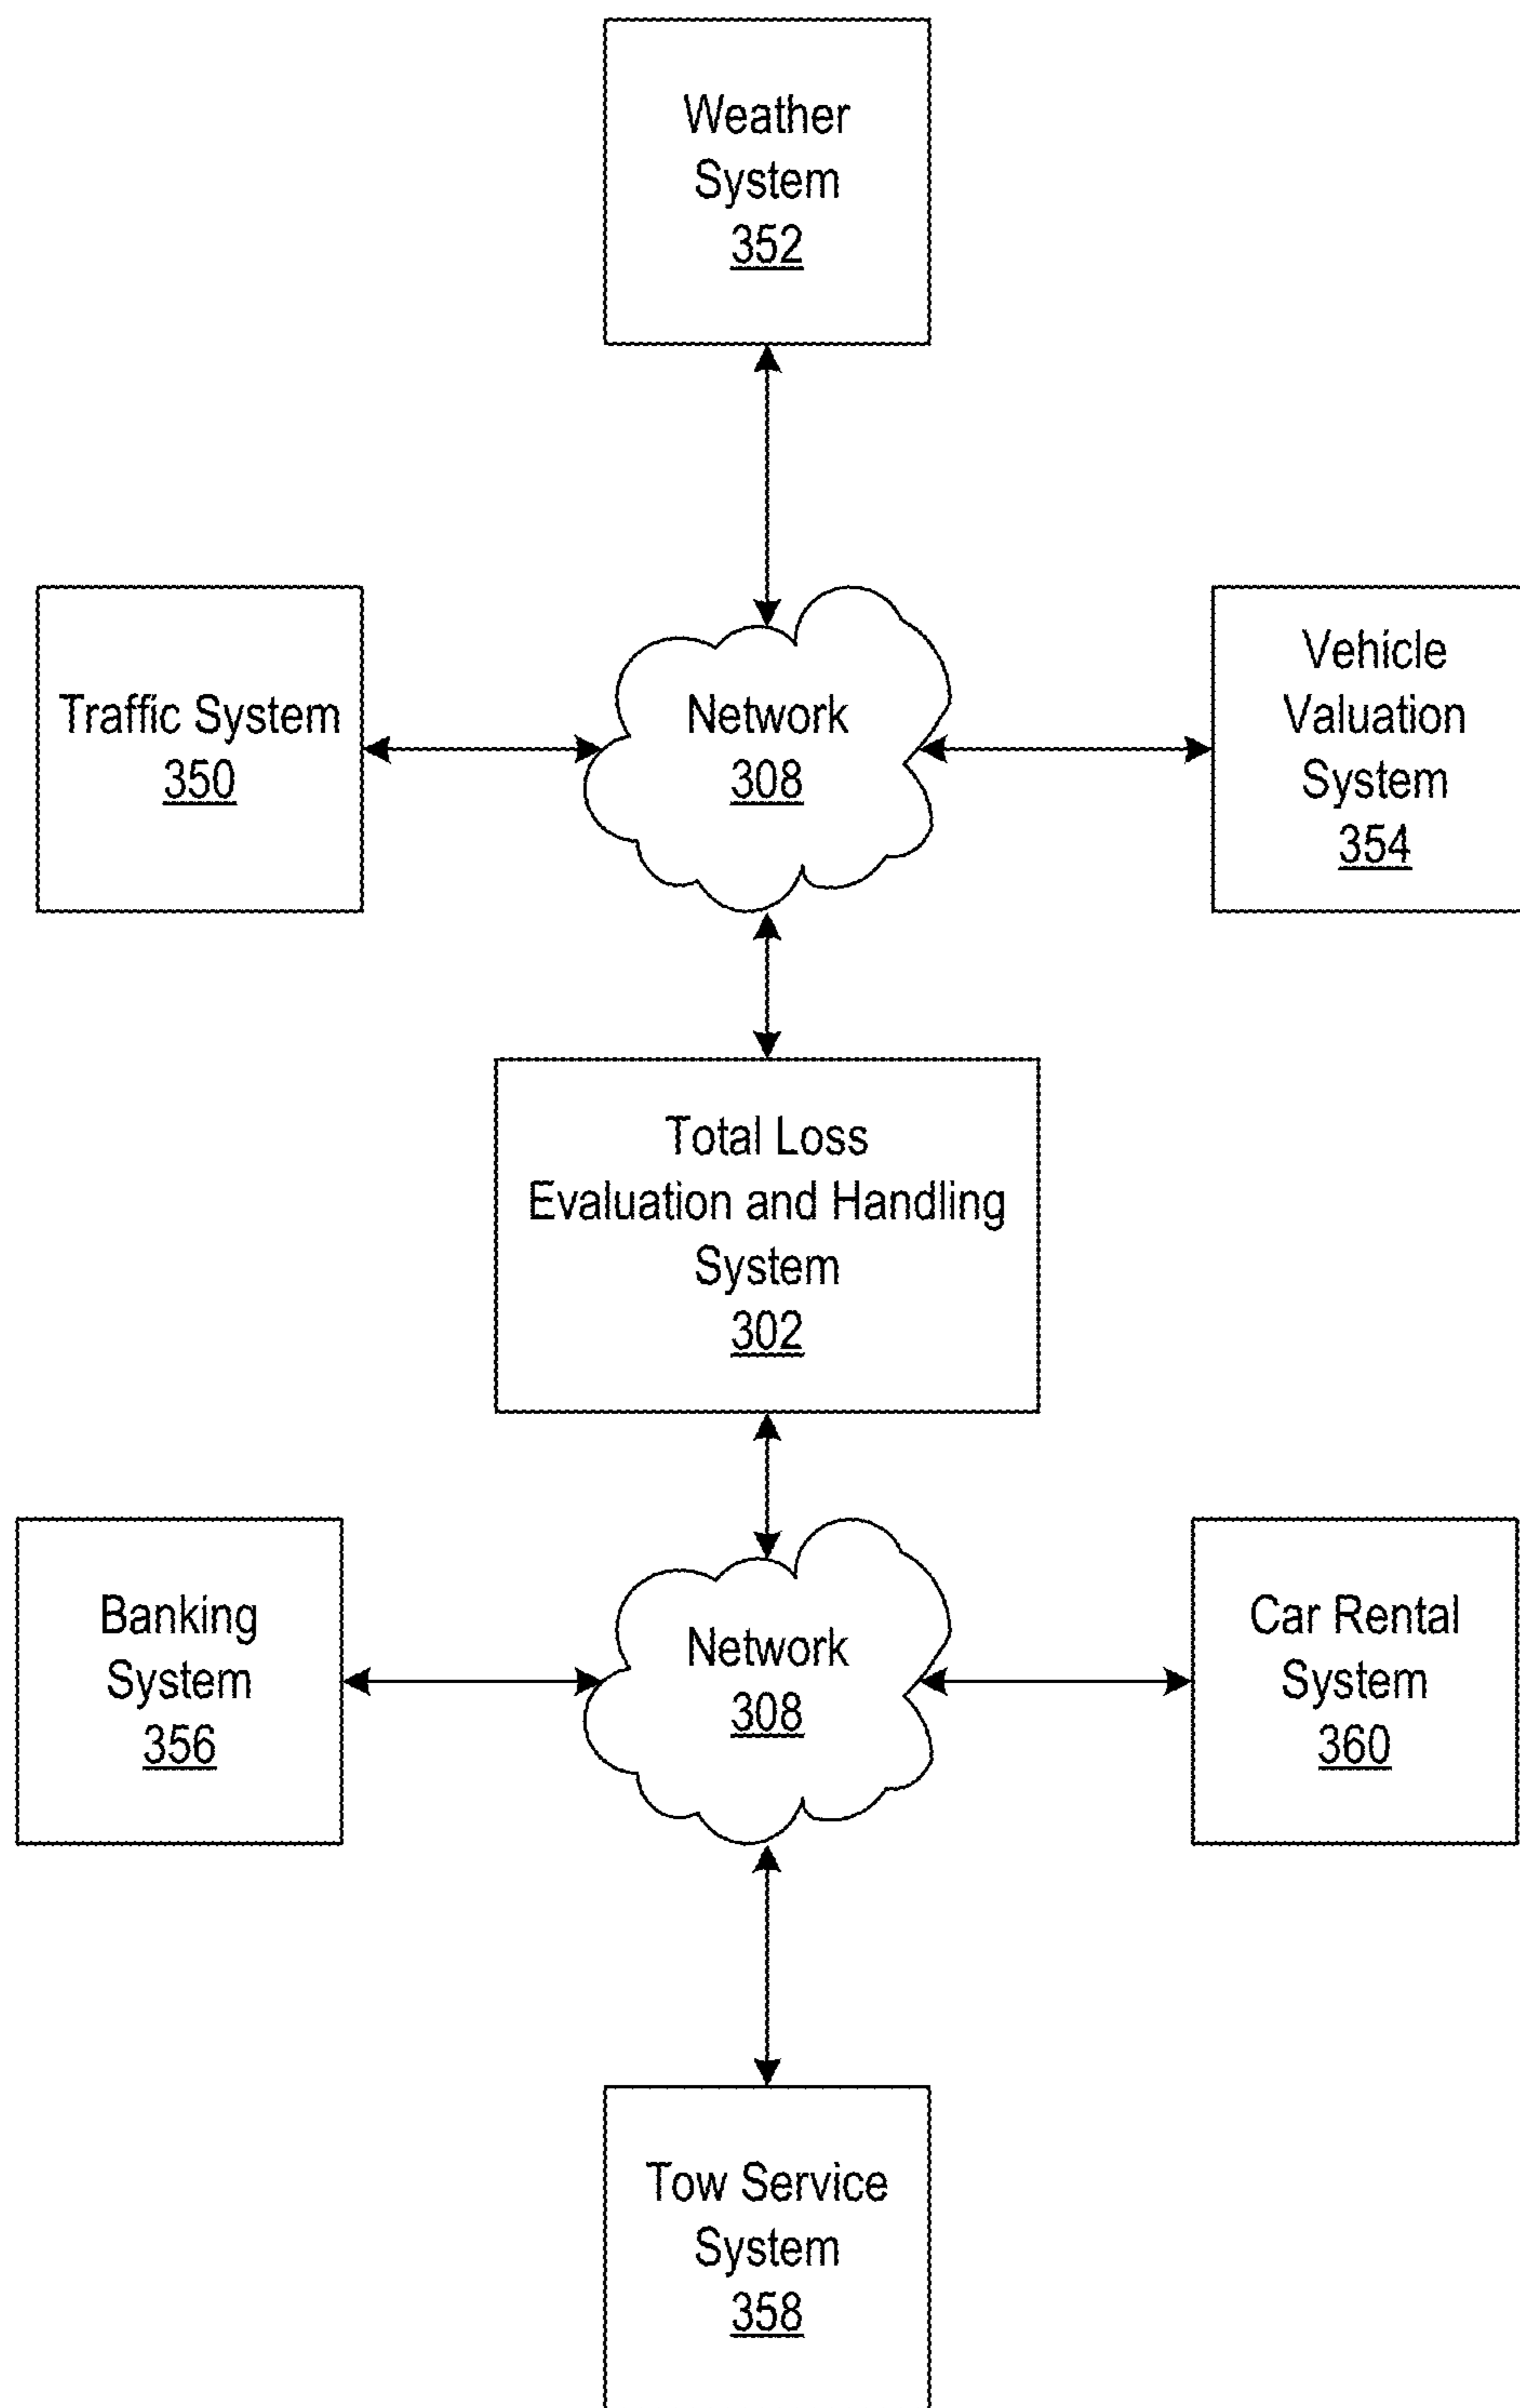 Weather
System
352
Traffic System
350
Network
308
Vehicle
Valuation
System
354
Total Loss
Evaluation and Handling
System
302
Banking
System
356
Network
308
Car Rental
System
360
Tow Service
System
358